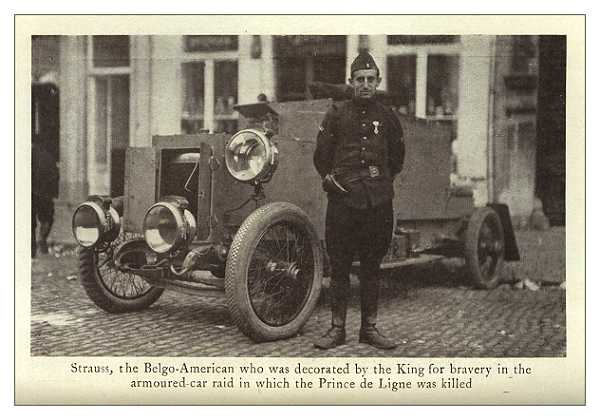 Strauss, the Belgo-American who was decorated by the King for bravery in the
armoured-car raid in which the Prince de Ligne was killed